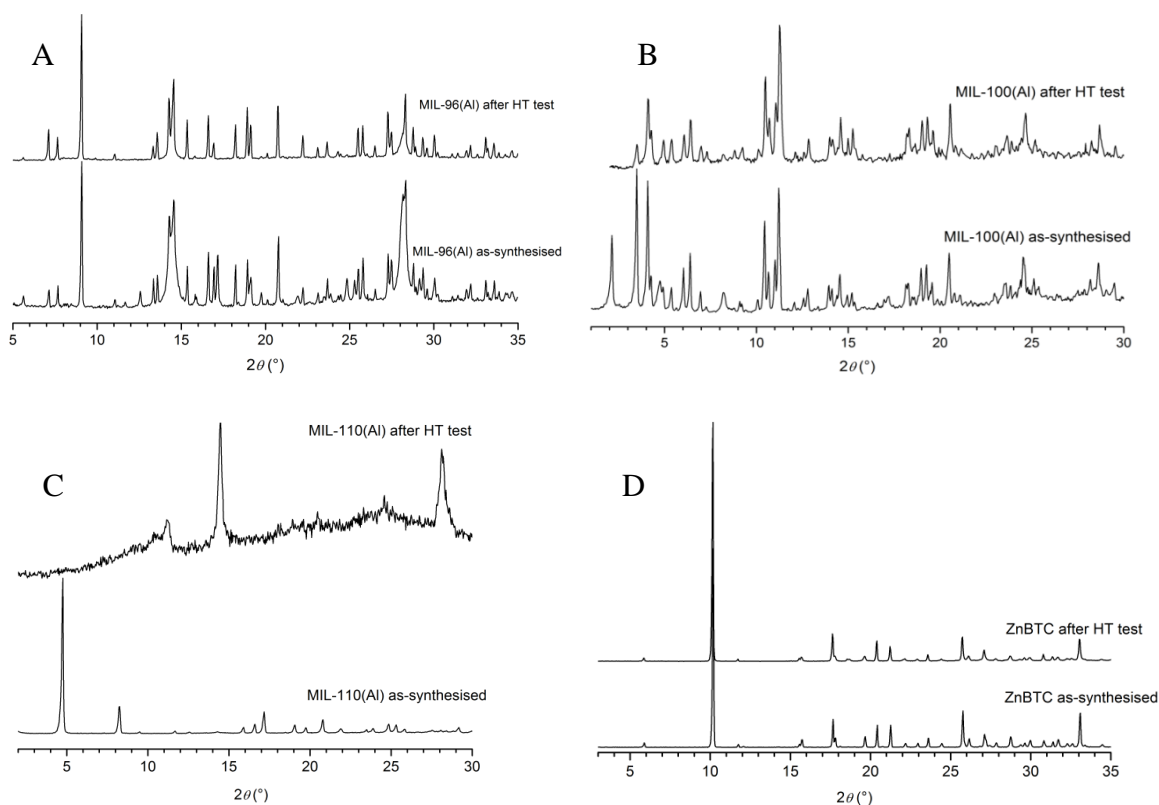 A
MIL-96(Al) after HT test
MIL-96(Al) as-synthesised
5 10 15 20 25 30 35
2θ (°)
B
MIL-100(Al) after HT test
MIL-100(Al) as-synthesised
5 10 15 20 25 30
2θ (°)
C
MIL-110(Al) after HT test
MIL-110(Al) as-synthesised
5 10 15 20 25 30
2θ (°)
D
ZnBTC after HT test
ZnBTC as-synthesised
5 10 15 20 25 30 35
2θ (°)